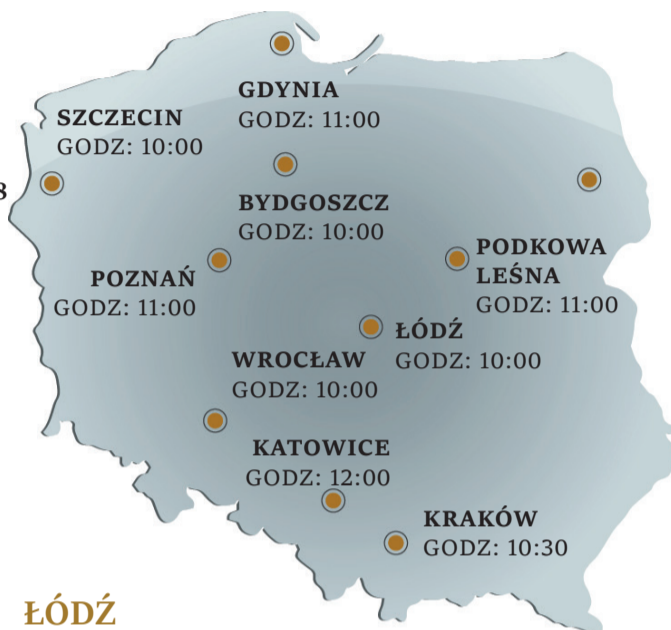 GDYNIA
GODZ: 11:00
SZCZECIN
GODZ: 10:00
8
BYDGOSZCZ
GODZ: 10:00
POZNAŃ
GODZ: 11:00
PODKOWA
LEŚNA
GODZ: 11:00
ŁÓDŹ
GODZ: 10:00
WROCŁAW
GODZ: 10:00
KATOWICE
GODZ: 12:00
KRAKÓW
GODZ: 10:30
ŁÓDŹ